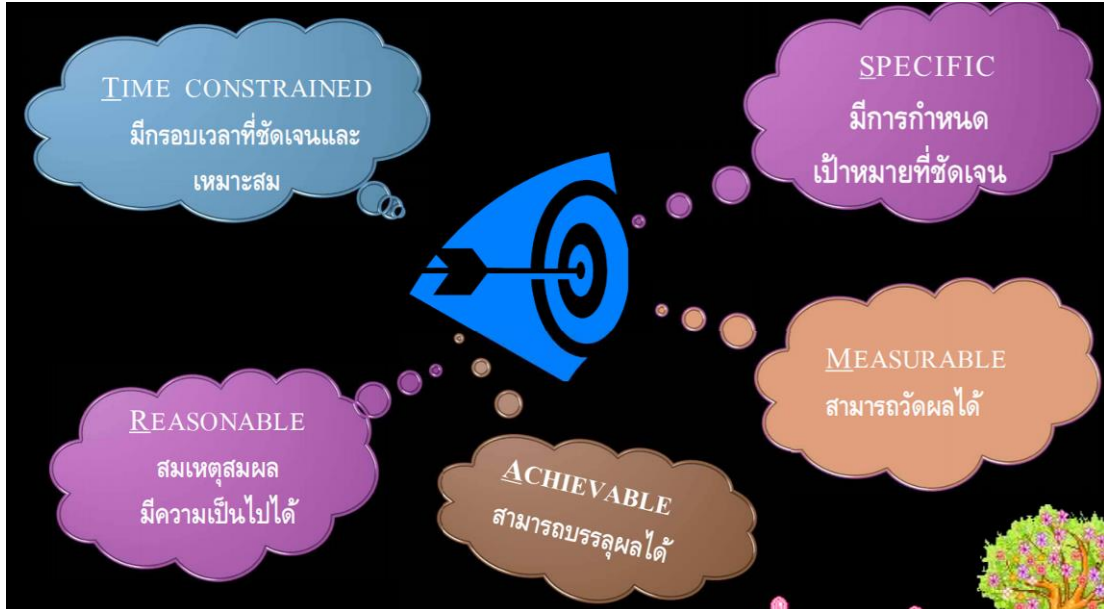 TIME CONSTRAINED
มีกรอบเวลาที่ชัดเจนและ
เหมาะสม
SPECIFIC
มีการกำหนด
เป้าหมายที่ชัดเจน
MEASURABLE
สามารถวัดผลได้
ACHIEVABLE
สามารถบรรลุผลได้
REASONABLE
สมเหตุสมผล
มีความเป็นไปได้